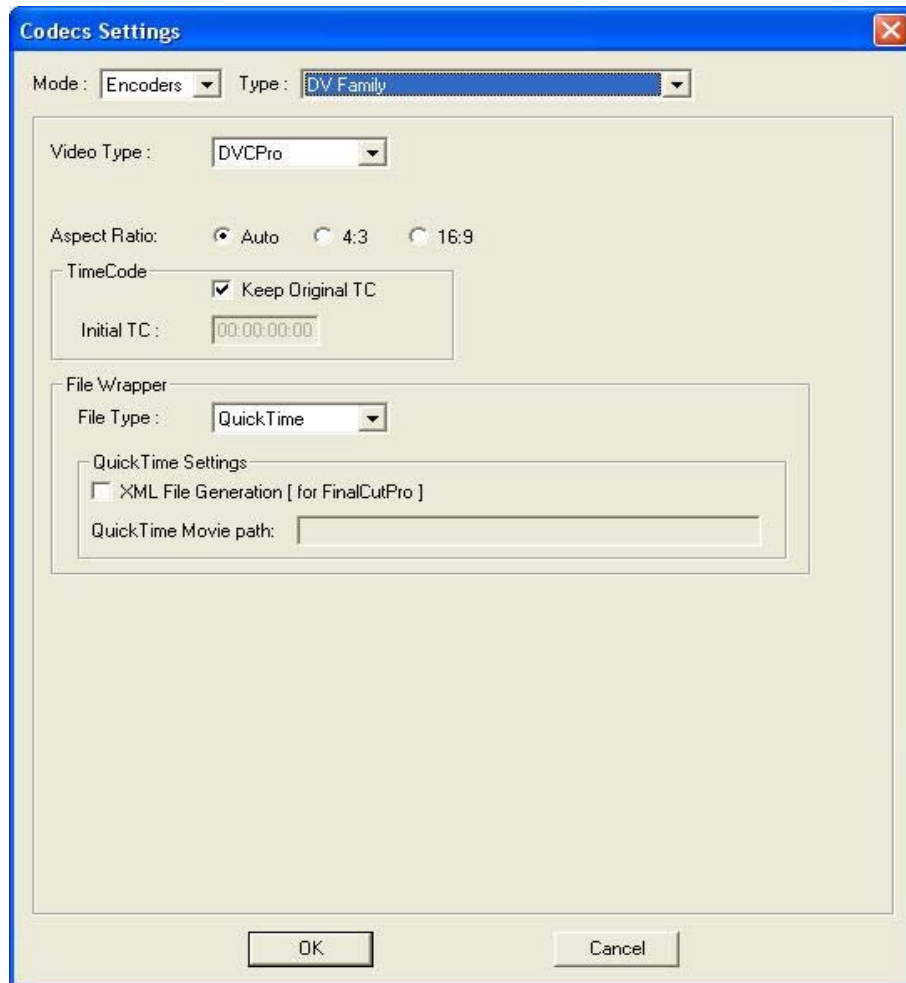 Codecs Settings
Mode : Encoders Type : DV Family
Video Type : DVCPro
Aspect Ratio: Auto 4:3 16:9
TimeCode
Keep Original TC
Initial TC : 00:00:00:00
File Wrapper
File Type : QuickTime
QuickTime Settings
XML File Generation [ for FinalCutPro ]
QuickTime Movie path:
OK Cancel